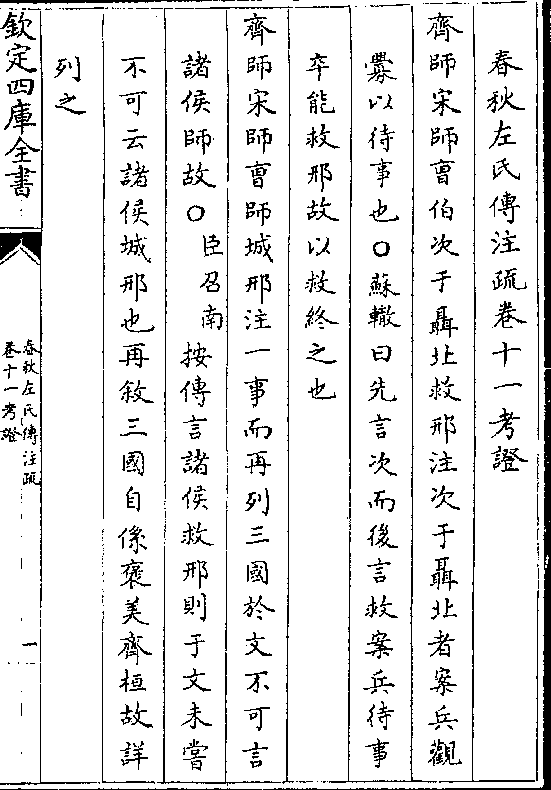 春秋左氏傳注疏卷十一考證
齊師宋師曹伯次于聶北救邢注次于聶北者案兵觀
釁以待事也〇蘇轍曰先言次而後言救案兵待事
卒能救邢故以救終之也
齊師宋師曹師城邢注一事而再列三國於文不可言
諸侯師故〇臣召南按傳言諸侯救邢則于文未嘗
不可云諸侯城邢也再敘三國自係褒美齊桓故詳
列之
欽定四庫全書
春秋左氏傳注疏
卷十一考證
一